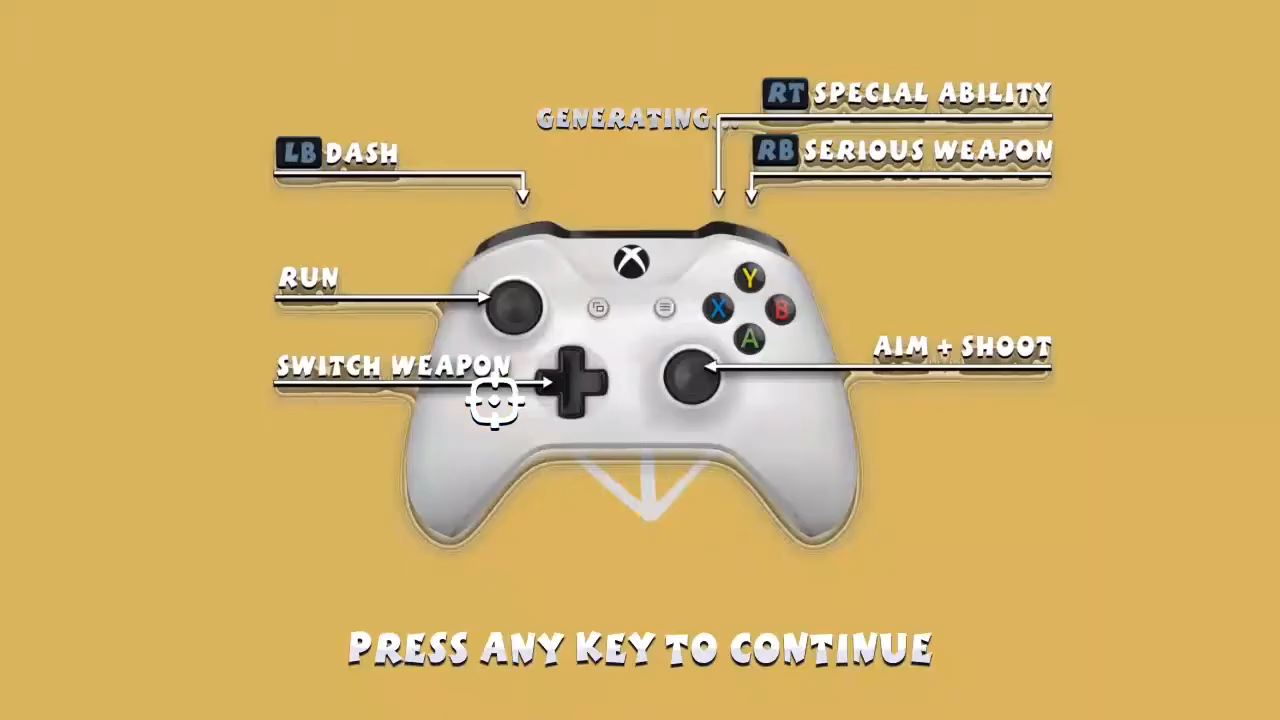 RT SPECIAL ABILITY
GENERATING...
LB DASH
RB SERIOUS WEAPON
RUN
Y
X
B
A
SWITCH WEAPON
AIM + SHOOT
PRESS ANY KEY TO CONTINUE